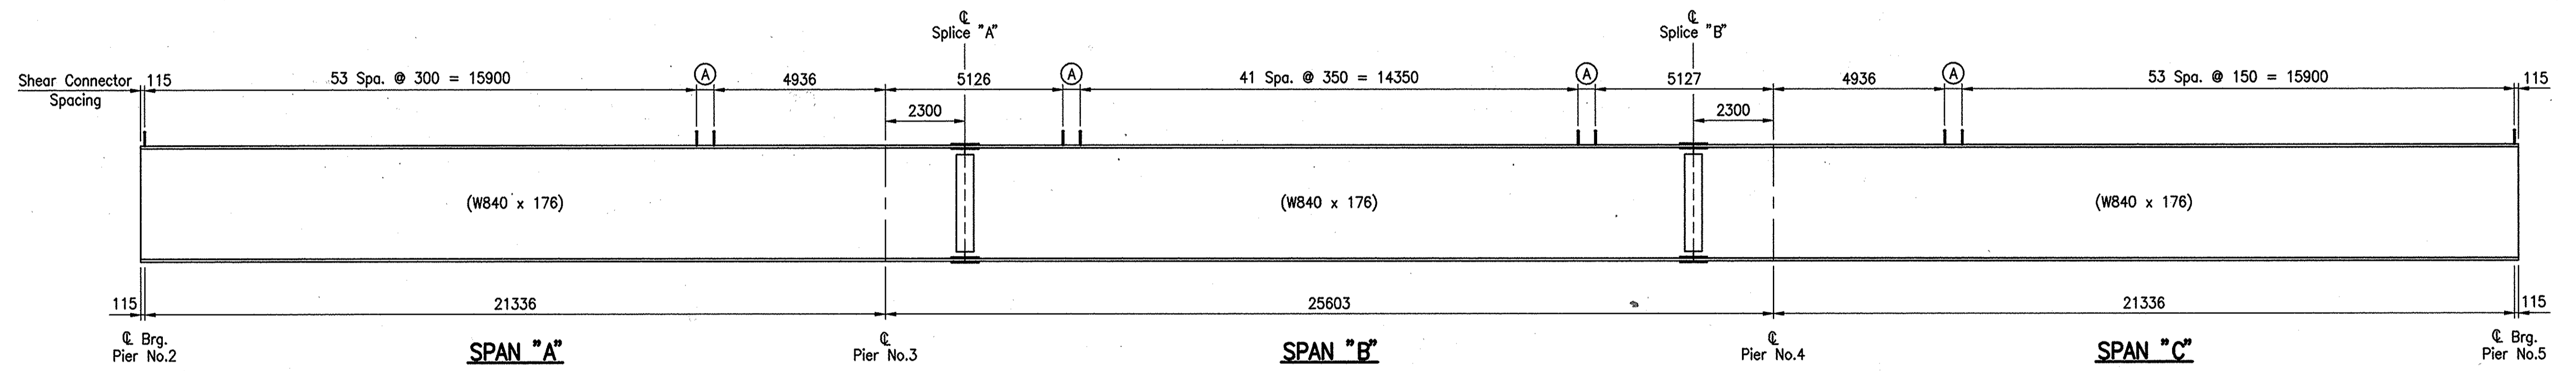 ℄
Splice "A"
℄
Splice "B"
Shear Connector
Spacing
115
53 Spa. @ 300 = 15900
A
4936
5126
A
41 Spa. @ 350 = 14350
A
5127
4936
A
53 Spa. @ 150 = 15900
115
2300
2300
(W840 x 176)
(W840 x 176)
(W840 x 176)
115
21336
25603
21336
115
℄ Brg.
Pier No.2
SPAN "A"
℄
Pier No.3
SPAN "B"
℄
Pier No.4
SPAN "C"
℄ Brg.
Pier No.5